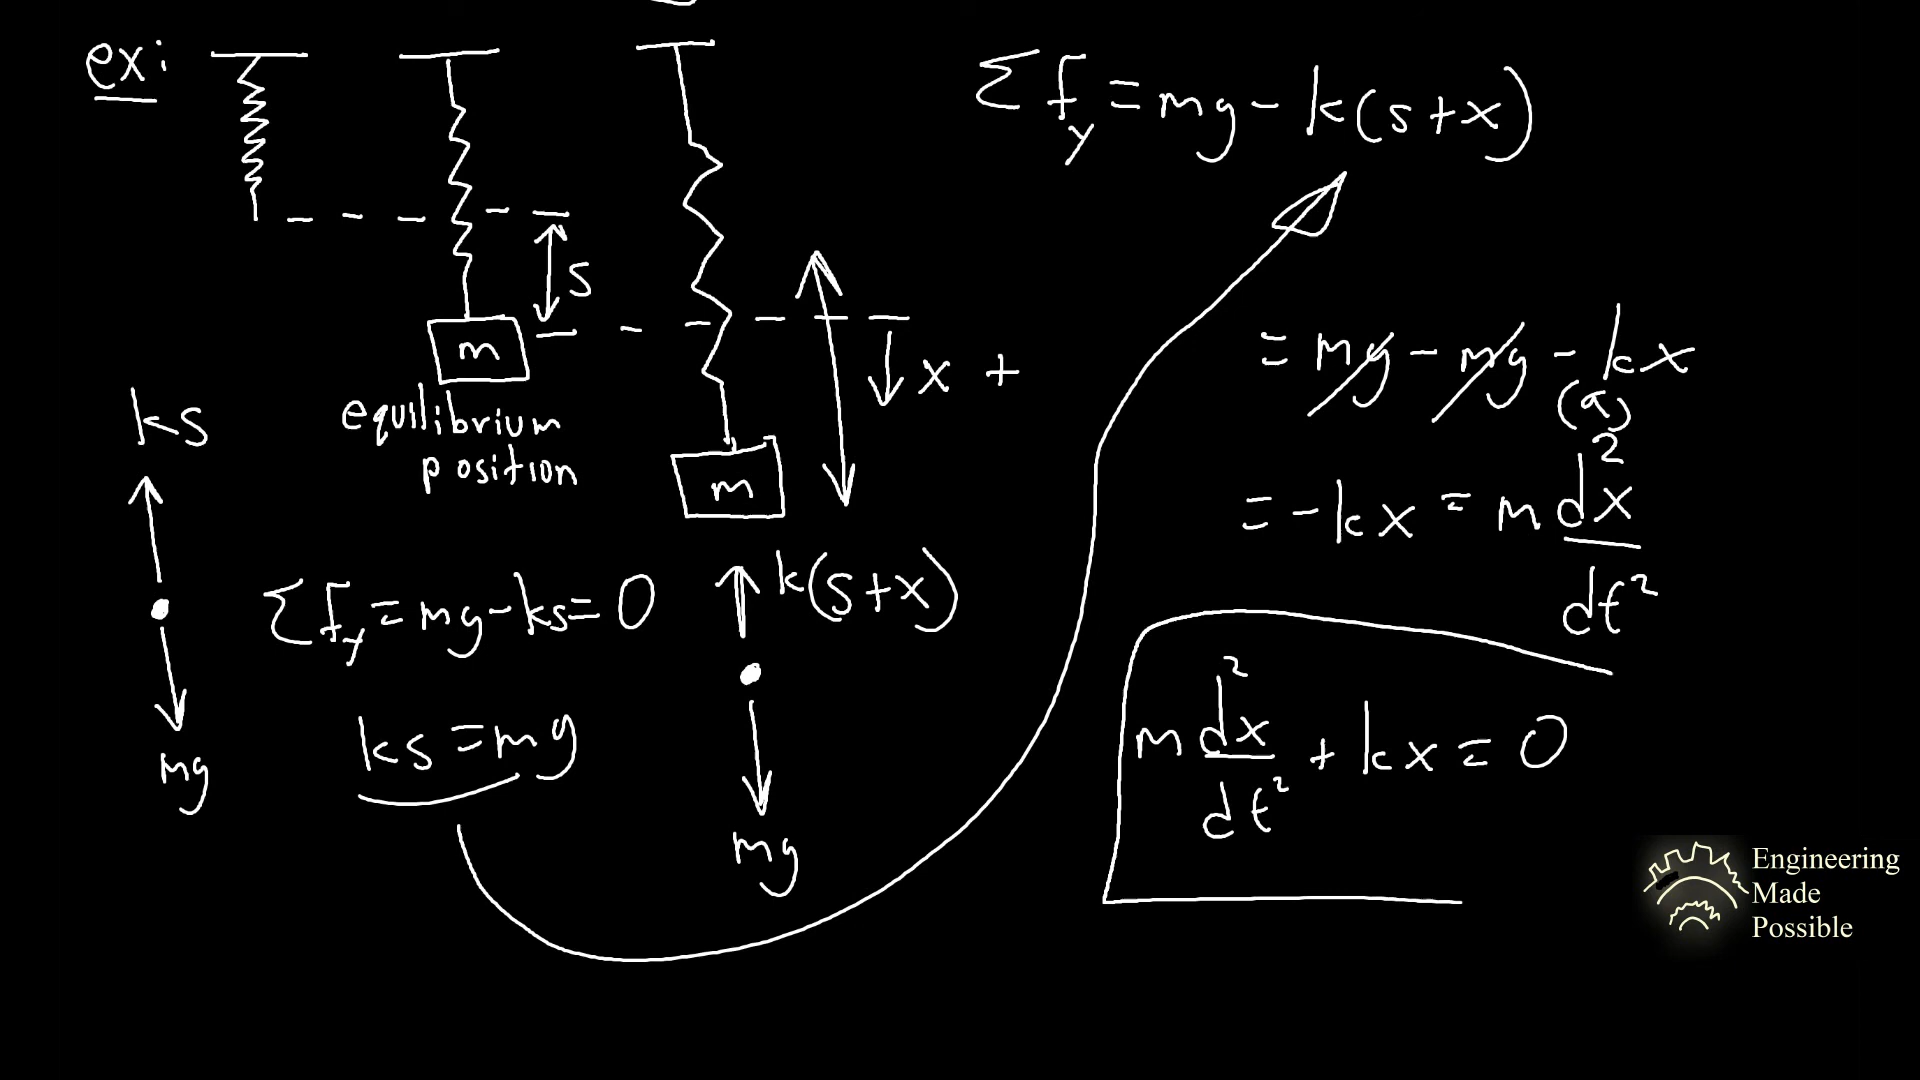 ex:
s
m
x +
equilibrium
position
m
ks
mg
Σfy = mg - ks = 0
ks = mg
k(s+x)
mg
Σfy = mg - k(s+x)
= mg - mg - kx
(a)
= -kx = m d²x/dt²
m d²x/dt² + kx = 0
Engineering
Made
Possible